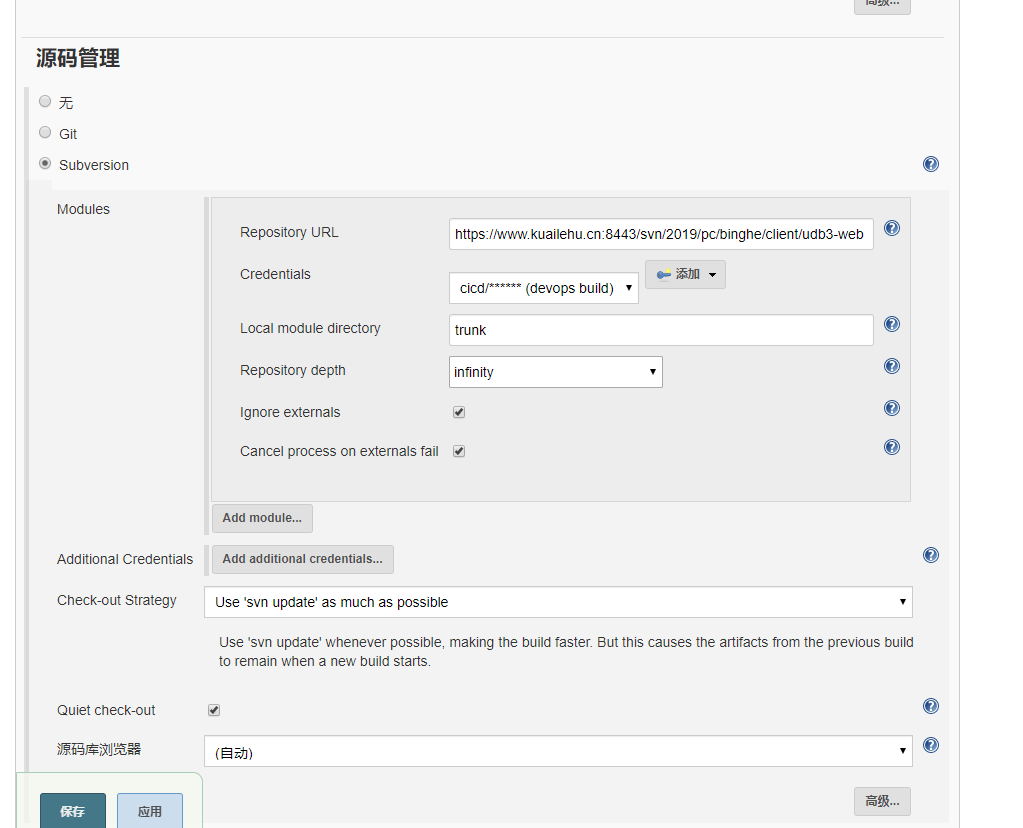 高级...
源码管理
无
Git
Subversion
Modules
Repository URL
https://www.kuailehu.cn:8443/svn/2019/pc/binghe/client/udb3-web
Credentials
cicd/****** (devops build)
添加
Local module directory
trunk
Repository depth
infinity
Ignore externals
Cancel process on externals fail
Add module...
Additional Credentials
Add additional credentials...
Check-out Strategy
Use 'svn update' as much as possible
Use 'svn update' whenever possible, making the build faster. But this causes the artifacts from the previous build
to remain when a new build starts.
Quiet check-out
源码库浏览器
(自动)
高级...
保存
应用